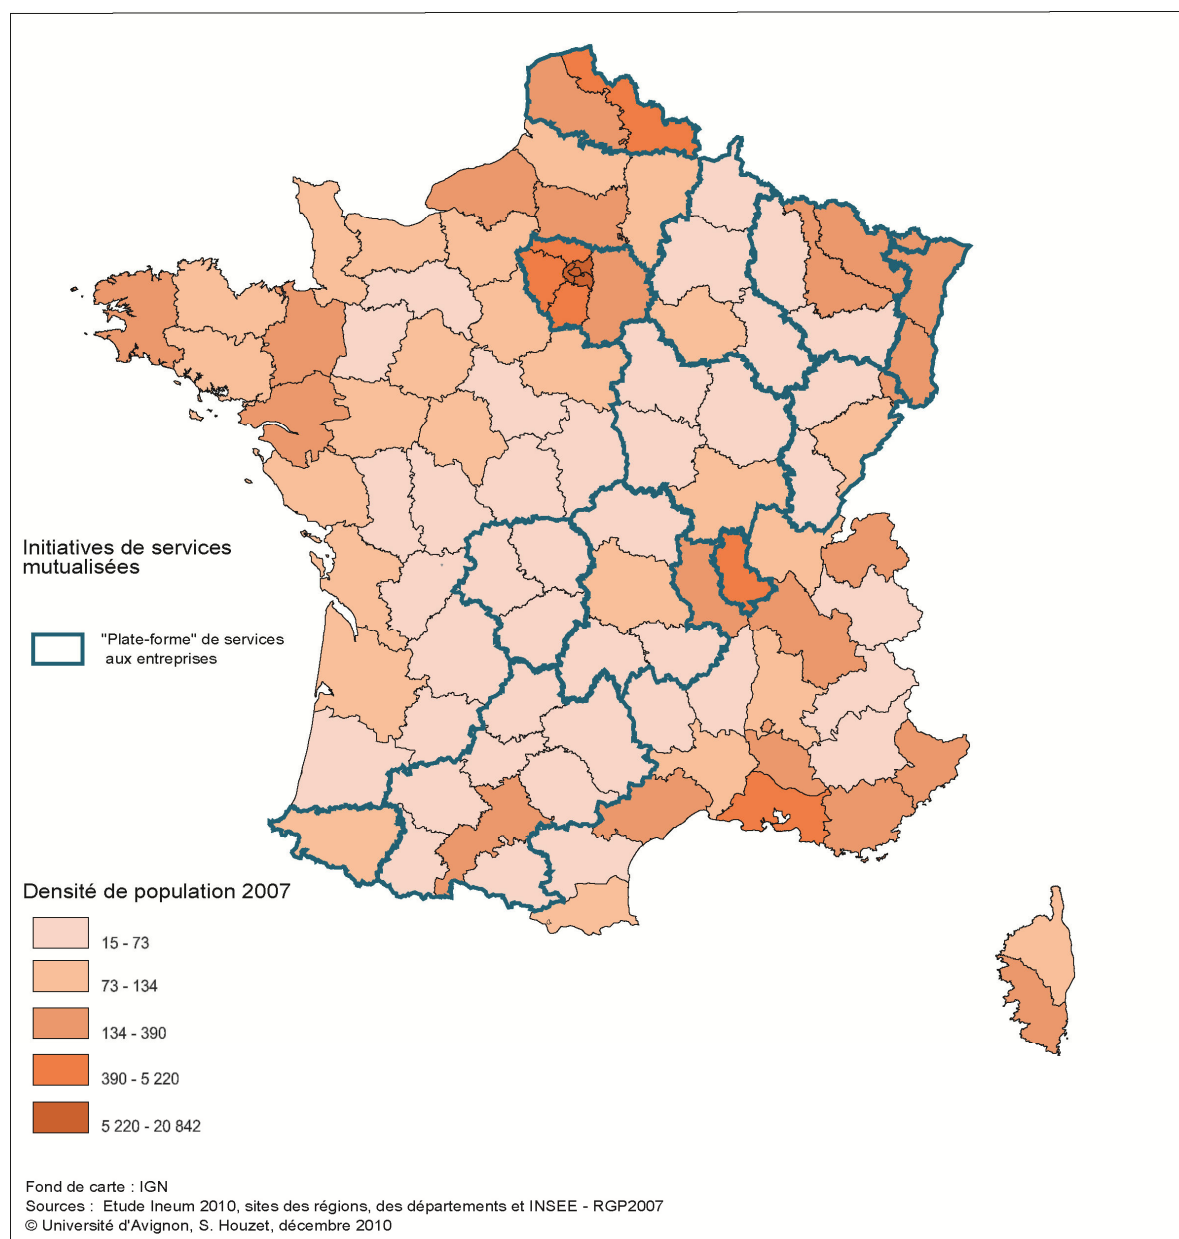 Initiatives de services
mutualisées
"Plate-forme" de services
aux entreprises
Densité de population 2007
15 - 73
73 - 134
134 - 390
390 - 5 220
5 220 - 20 842
Fond de carte : IGN
Sources : Etude Ineum 2010, sites des régions, des départements et INSEE - RGP2007
© Université d'Avignon, S. Houzet, décembre 2010